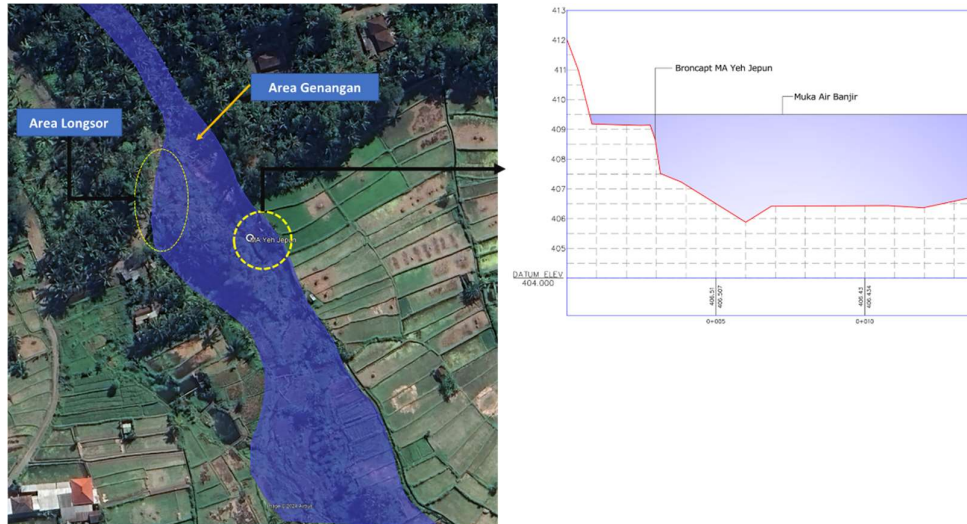 Area Genangan
Area Longsor
MA Yeh Jepun
413
412
411
410
409
408
407
406
405
DATUM ELEV
404.000
Broncapt MA Yeh Jepun
Muka Air Banjir
406.51
406.507
406.43
406.434
0+005
0+010